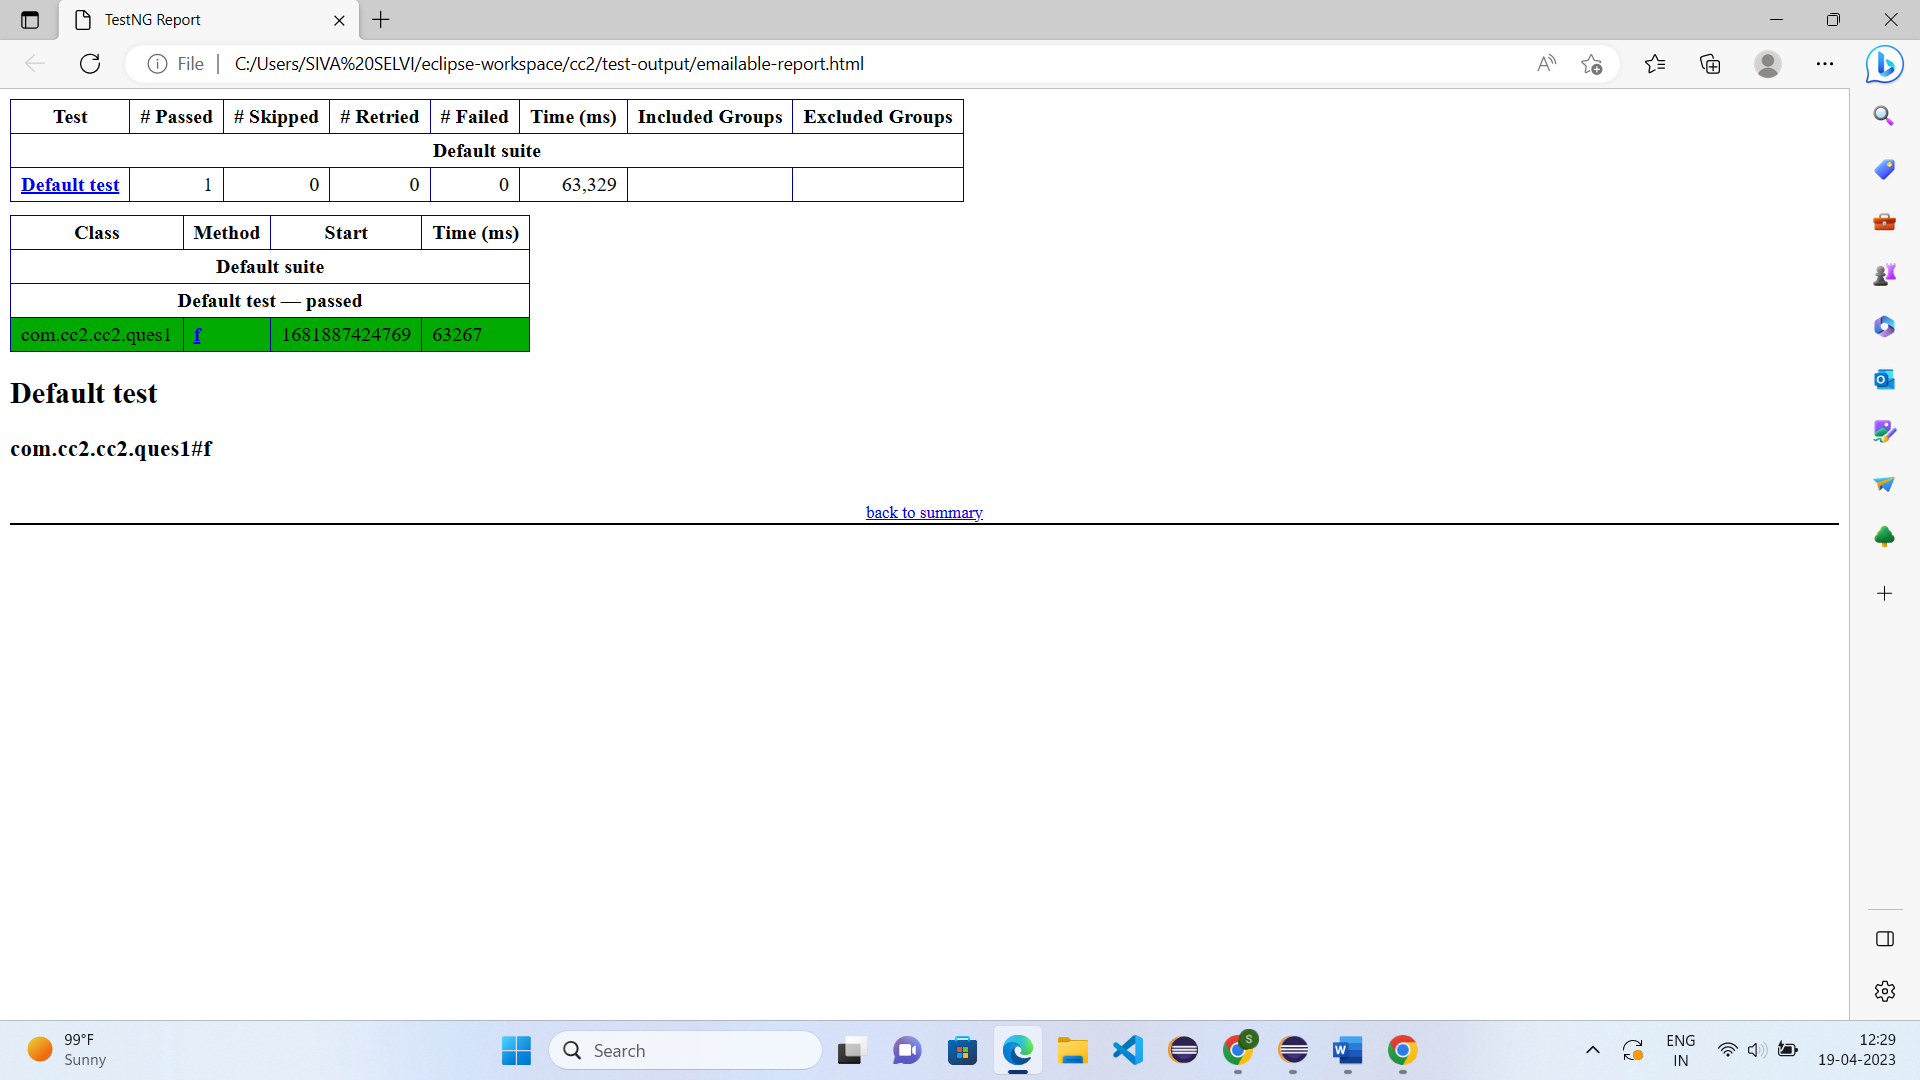 TestNG Report
File
C:/Users/SIVA%20SELVI/eclipse-workspace/cc2/test-output/emailable-report.html
Test # Passed # Skipped # Retried # Failed Time (ms) Included Groups Excluded Groups
Default suite
Default test 1 0 0 0 63,329
Class Method Start Time (ms)
Default suite
Default test — passed
com.cc2.cc2.ques1 f 1681887424769 63267
Default test
com.cc2.cc2.ques1#f
back to summary
99°F
Sunny
Search
S
ENG
IN
12:29
19-04-2023